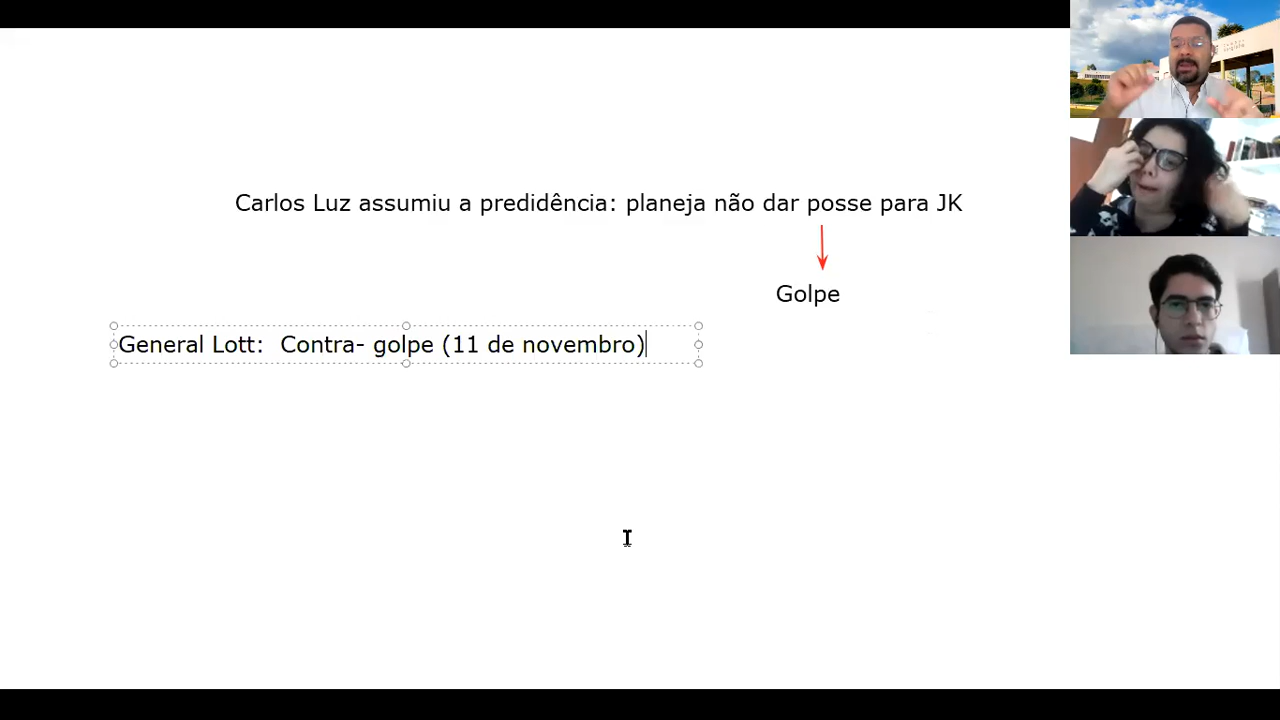 Carlos Luz assumiu a predidência: planeja não dar posse para JK
Golpe
General Lott:  Contra- golpe (11 de novembro)